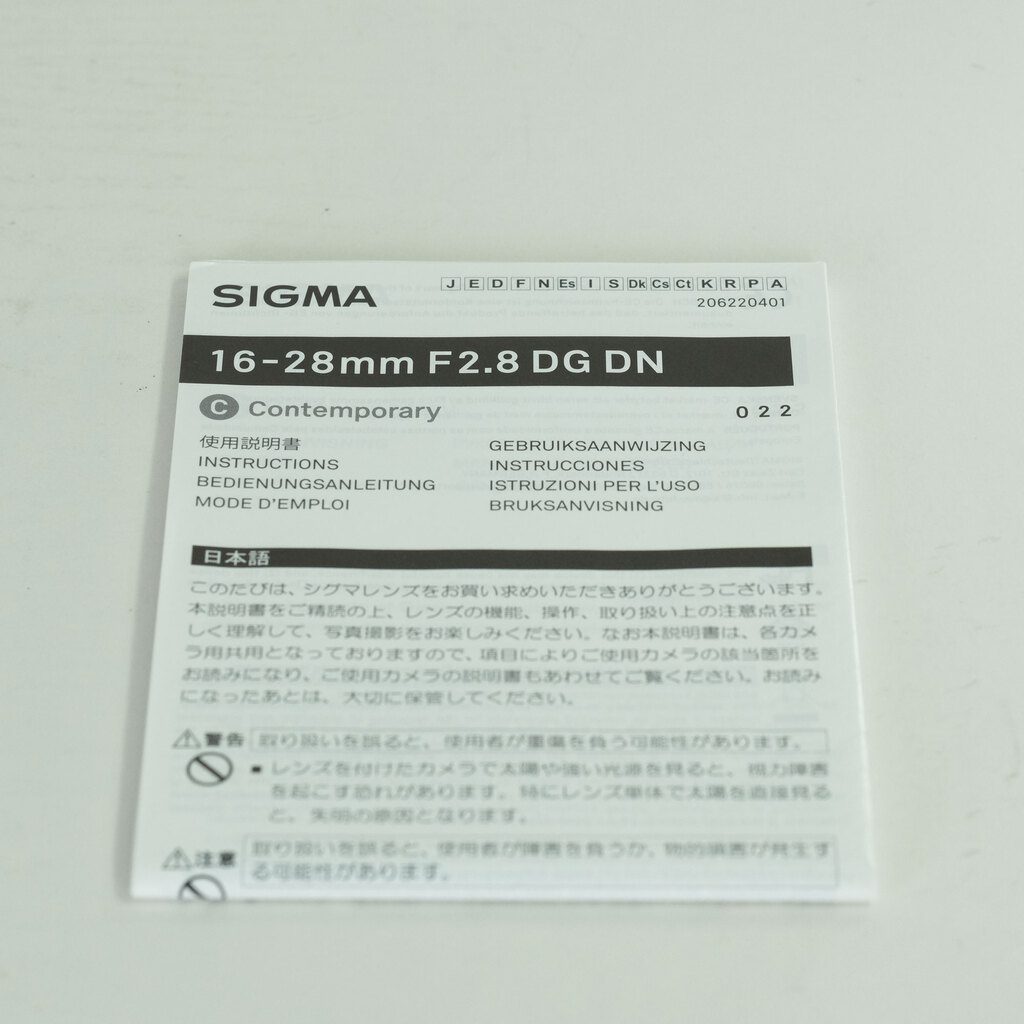 SIGMA
J E D F N Es I S Dk Cs Ct K R P A
206220401
16-28mm F2.8 DG DN
C Contemporary
022
使用説明書
INSTRUCTIONS
BEDIENUNGSANLEITUNG
MODE D'EMPLOI
GEBRUIKSAANWIJZING
INSTRUCCIONES
ISTRUZIONI PER L'USO
BRUKSANVISNING
日本語
このたびは、シグマレンズをお買い求めいただきありがとうございます。
本説明書をご精読の上、レンズの機能、操作、取り扱い上の注意点を正
しく理解して、写真撮影をお楽しみください。なお本説明書は、各カメ
ラ用共用となっておりますので、項目によりご使用カメラの該当箇所を
お読みになり、ご使用カメラの説明書もあわせてご覧ください。お読み
になったあとは、大切に保管してください。
警告 取り扱いを誤ると、使用者が重傷を負う可能性があります。
■ レンズを付けたカメラで太陽や強い光源を見ると、視力障害
を起こす恐れがあります。特にレンズ単体で太陽を直接見る
と、失明の原因となります。
注意 取り扱いを誤ると、使用者が障害を負うか、物的損害が発生す
る可能性があります。